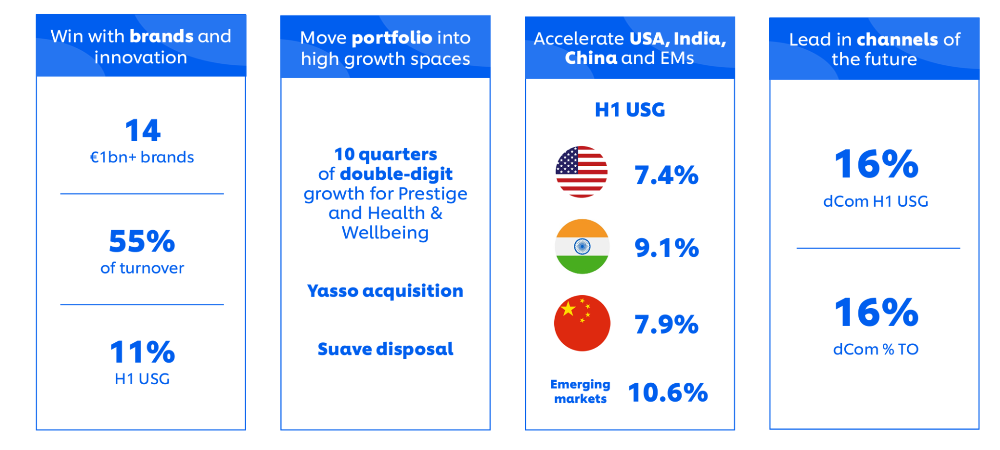 Win with brands and
innovation
14
€1bn+ brands
55%
of turnover
11%
H1 USG
Move portfolio into
high growth spaces
10 quarters
of double-digit
growth for Prestige
and Health &
Wellbeing
Yasso acquisition
Suave disposal
Accelerate USA, India,
China and EMs
H1 USG
7.4%
9.1%
7.9%
Emerging
markets
10.6%
Lead in channels of
the future
16%
dCom H1 USG
16%
dCom % TO